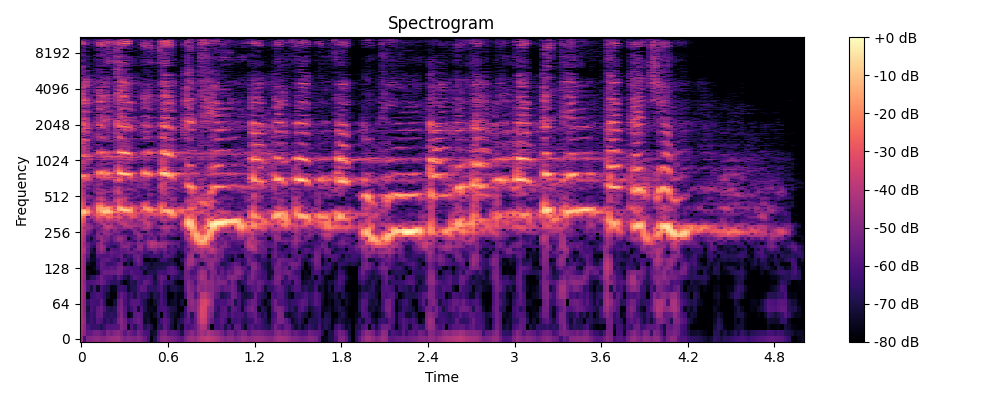 Spectrogram
Frequency
8192
4096
2048
1024
512
256
128
64
0
0 0.6 1.2 1.8 2.4 3 3.6 4.2 4.8
Time
+0 dB
-10 dB
-20 dB
-30 dB
-40 dB
-50 dB
-60 dB
-70 dB
-80 dB